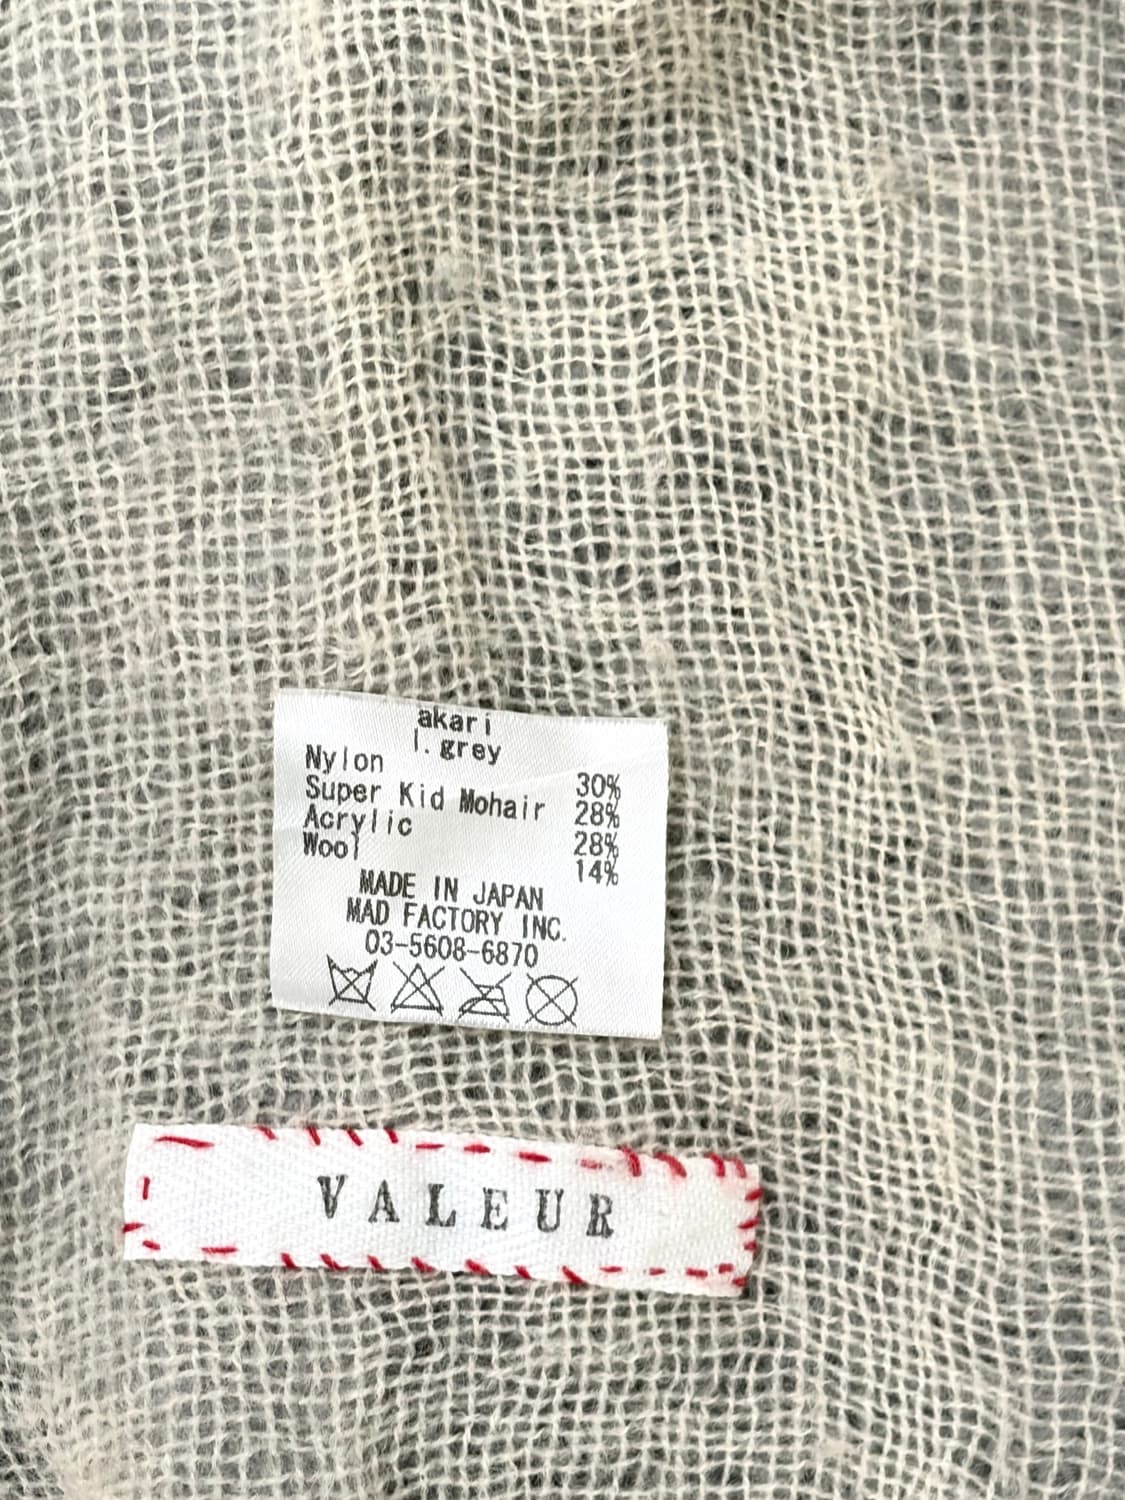 akari
l. grey
Nylon 30%
Super Kid Mohair 28%
Acrylic 28%
Wool 14%
MADE IN JAPAN
MAD FACTORY INC.
03-5608-6870
VALEUR